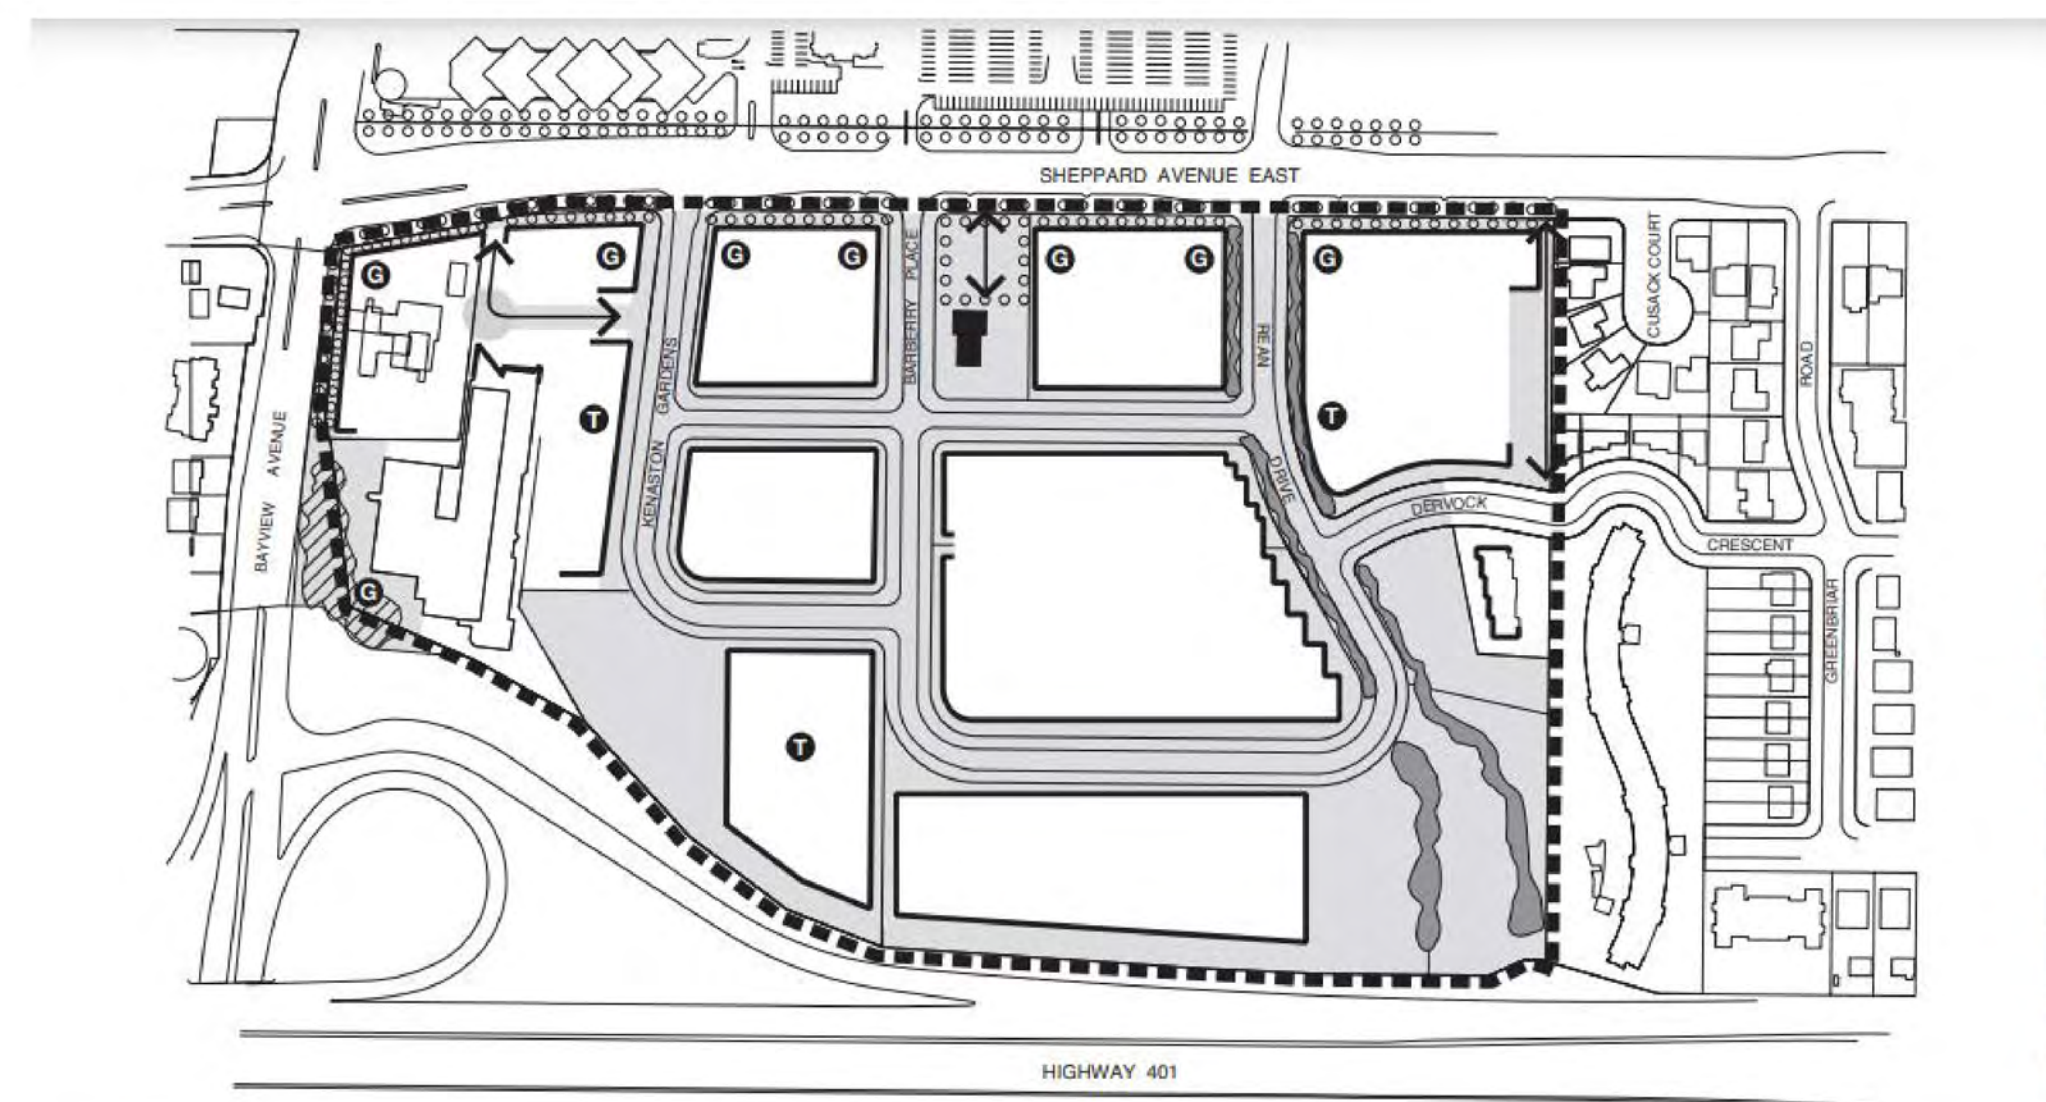 SHEPPARD AVENUE EAST
G
G
G
G
G
G
G
BARBERRY PLACE
CUSACK COURT
REAN
DRIVE
KENASTON GARDENS
ROAD
BAYVIEW AVENUE
T
T
DERVOCK
CRESCENT
G
GREENBRIAR
T
HIGHWAY 401